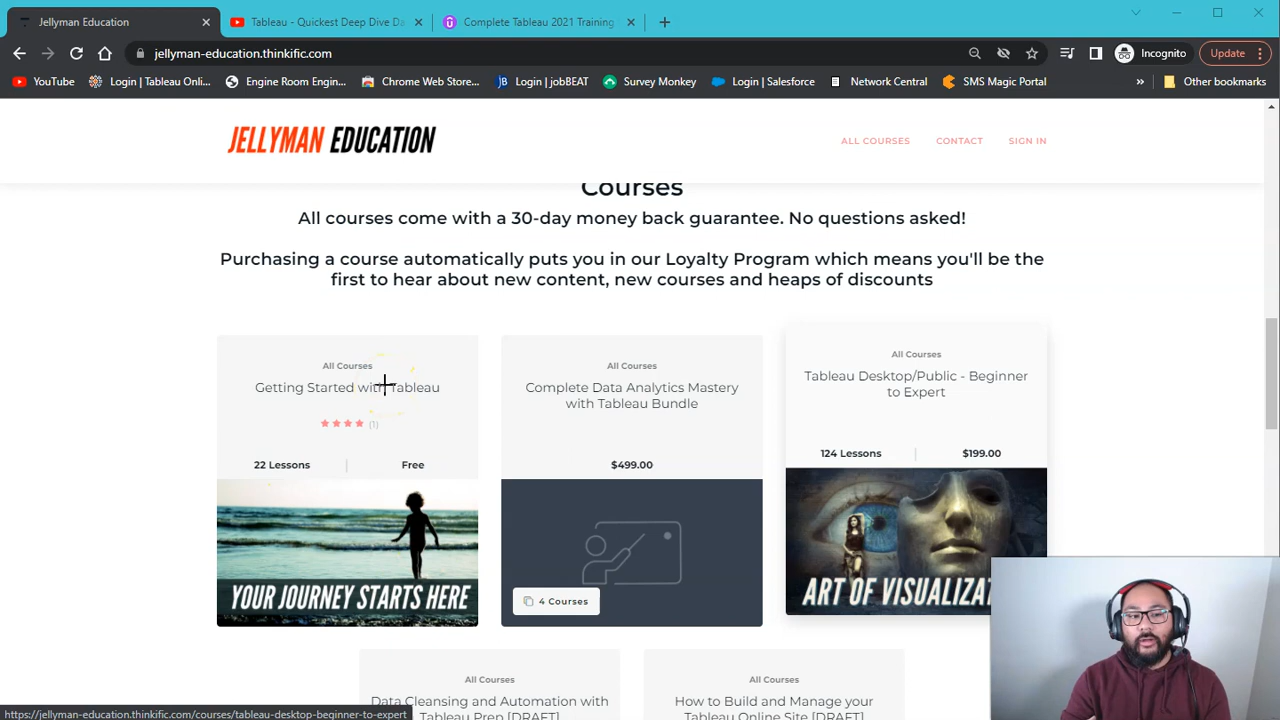 Jellyman Education
Tableau - Quickest Deep Dive Da
Complete Tableau 2021 Training
jellyman-education.thinkific.com
Incognito
Update
YouTube
Login | Tableau Onlin...
Engine Room Engin...
Chrome Web Store...
Login | jobBEAT
Survey Monkey
Login | Salesforce
Network Central
SMS Magic Portal
»
Other bookmarks
JELLYMAN EDUCATION
ALL COURSES
CONTACT
SIGN IN
Courses
All courses come with a 30-day money back guarantee. No questions asked!
Purchasing a course automatically puts you in our Loyalty Program which means you'll be the
first to hear about new content, new courses and heaps of discounts
All Courses
Getting Started with Tableau
(1)
22 Lessons
Free
YOUR JOURNEY STARTS HERE
All Courses
Complete Data Analytics Mastery
with Tableau Bundle
$499.00
4 Courses
All Courses
Tableau Desktop/Public - Beginner
to Expert
124 Lessons
$199.00
ART OF VISUALIZAT
All Courses
Data Cleansing and Automation with
Tableau Prep [DRAFT]
All Courses
How to Build and Manage your
Tableau Online Site [DRAFT]
https://jellyman-education.thinkific.com/courses/tableau-desktop-beginner-to-expert